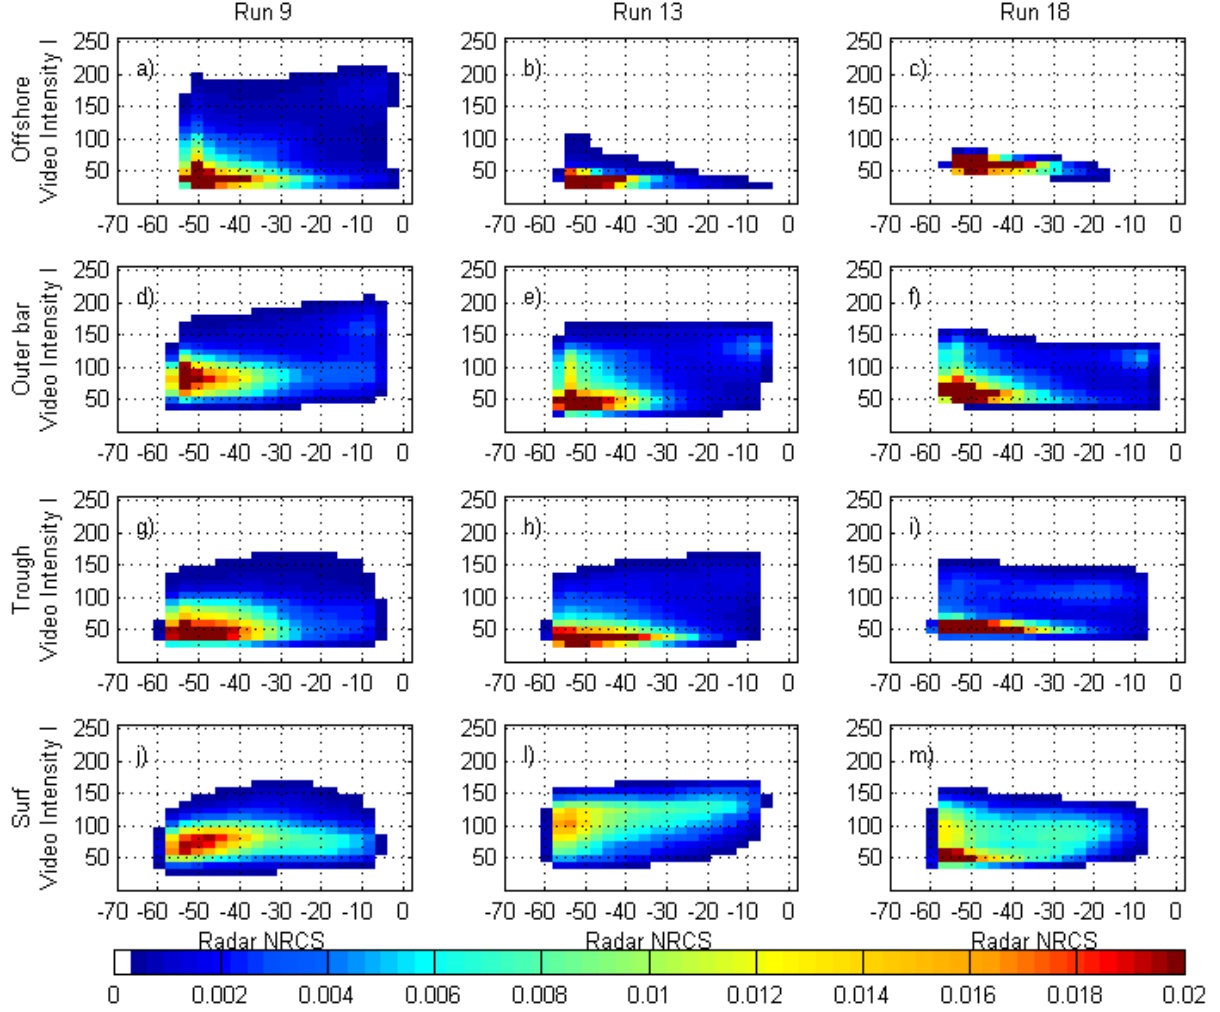 Run 9 Run 13 Run 18
Offshore
Video Intensity I
250 200 150 100 50
a) b) c)
-70 -60 -50 -40 -30 -20 -10 0 -70 -60 -50 -40 -30 -20 -10 0 -70 -60 -50 -40 -30 -20 -10 0
Outer bar
Video Intensity I
250 200 150 100 50
d) e) f)
-70 -60 -50 -40 -30 -20 -10 0 -70 -60 -50 -40 -30 -20 -10 0 -70 -60 -50 -40 -30 -20 -10 0
Trough
Video Intensity I
250 200 150 100 50
g) h) i)
-70 -60 -50 -40 -30 -20 -10 0 -70 -60 -50 -40 -30 -20 -10 0 -70 -60 -50 -40 -30 -20 -10 0
Surf
Video Intensity I
250 200 150 100 50
j) l) m)
-70 -60 -50 -40 -30 -20 -10 0 -70 -60 -50 -40 -30 -20 -10 0 -70 -60 -50 -40 -30 -20 -10 0
Radar NRCS Radar NRCS Radar NRCS
0 0.002 0.004 0.006 0.008 0.01 0.012 0.014 0.016 0.018 0.02